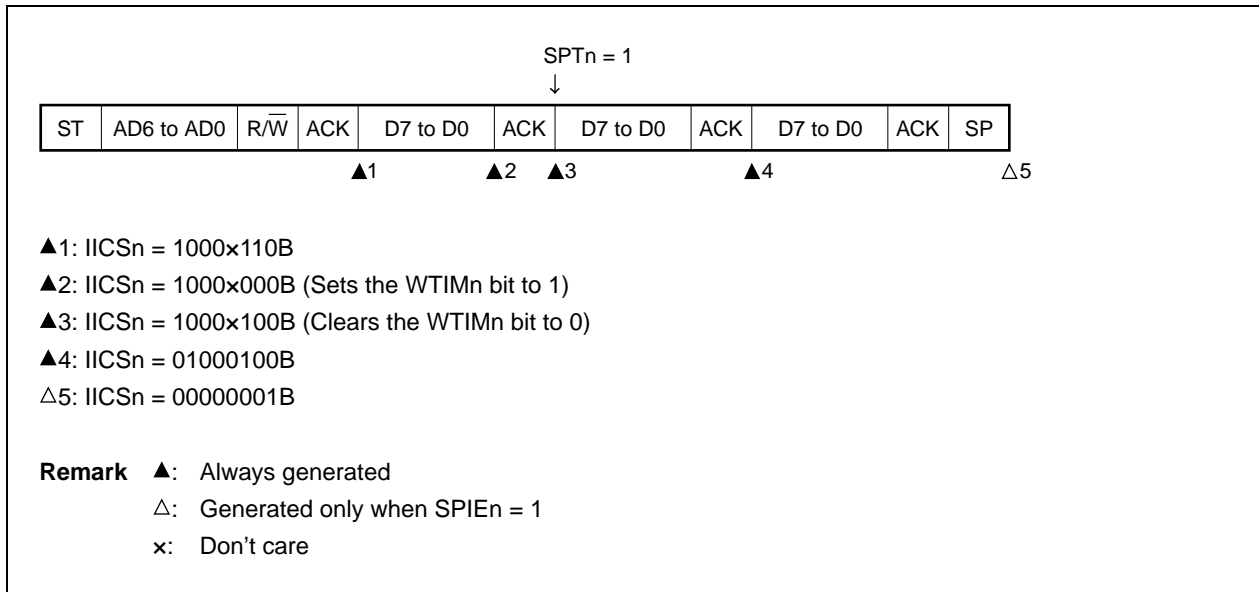 SPTn = 1
↓
ST AD6 to AD0 R/W̅ ACK D7 to D0 ACK D7 to D0 ACK D7 to D0 ACK SP
▲1 ▲2 ▲3 ▲4 △5
▲1: IICSn = 1000×110B
▲2: IICSn = 1000×000B (Sets the WTIMn bit to 1)
▲3: IICSn = 1000×100B (Clears the WTIMn bit to 0)
▲4: IICSn = 01000100B
△5: IICSn = 00000001B
Remark ▲: Always generated
△: Generated only when SPIEn = 1
×: Don't care